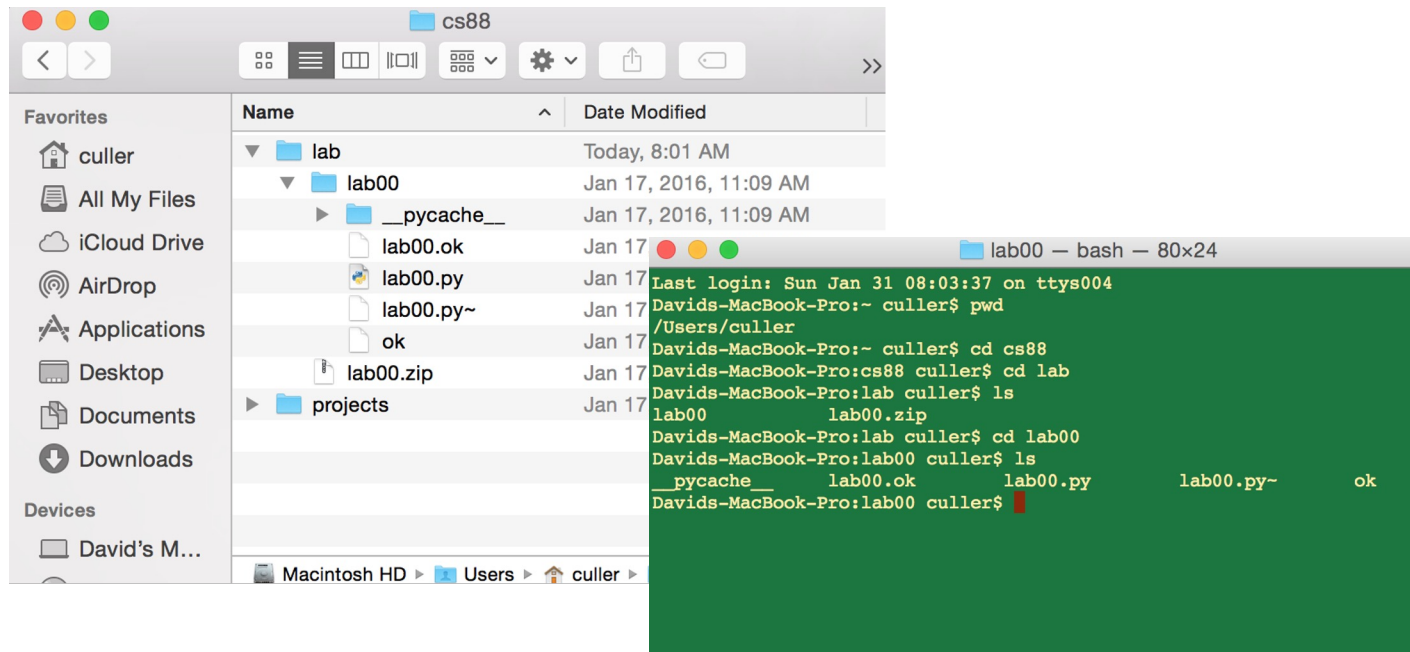 cs88
Favorites
culler
All My Files
iCloud Drive
AirDrop
Applications
Desktop
Documents
Downloads
Devices
David’s M...
Name Date Modified
lab Today, 8:01 AM
lab00 Jan 17, 2016, 11:09 AM
__pycache__ Jan 17, 2016, 11:09 AM
lab00.ok Jan 17
lab00.py Jan 17
lab00.py~ Jan 17
ok Jan 17
lab00.zip Jan 17
projects Jan 17
Macintosh HD ▸ Users ▸ culler ▸
lab00 — bash — 80×24
Last login: Sun Jan 31 08:03:37 on ttys004
Davids-MacBook-Pro:~ culler$ pwd
/Users/culler
Davids-MacBook-Pro:~ culler$ cd cs88
Davids-MacBook-Pro:cs88 culler$ cd lab
Davids-MacBook-Pro:lab culler$ ls
lab00 lab00.zip
Davids-MacBook-Pro:lab culler$ cd lab00
Davids-MacBook-Pro:lab00 culler$ ls
__pycache__ lab00.ok lab00.py lab00.py~ ok
Davids-MacBook-Pro:lab00 culler$